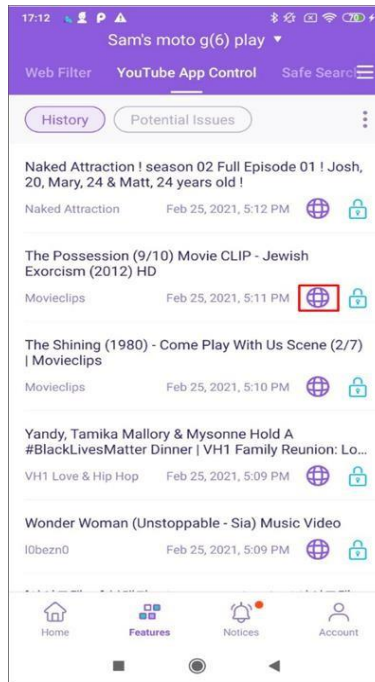 17:12
70
Sam's moto g(6) play
Web Filter YouTube App Control Safe Searc
History Potential Issues
Naked Attraction ! season 02 Full Episode 01 ! Josh,
20, Mary, 24 & Matt, 24 years old !
Naked Attraction Feb 25, 2021, 5:12 PM
The Possession (9/10) Movie CLIP - Jewish
Exorcism (2012) HD
Movieclips Feb 25, 2021, 5:11 PM
The Shining (1980) - Come Play With Us Scene (2/7)
| Movieclips
Movieclips Feb 25, 2021, 5:10 PM
Yandy, Tamika Mallory & Mysonne Hold A
#BlackLivesMatter Dinner | VH1 Family Reunion: Lo...
VH1 Love & Hip Hop Feb 25, 2021, 5:09 PM
Wonder Woman (Unstoppable - Sia) Music Video
l0bezn0 Feb 25, 2021, 5:09 PM
Home Features Notices Account